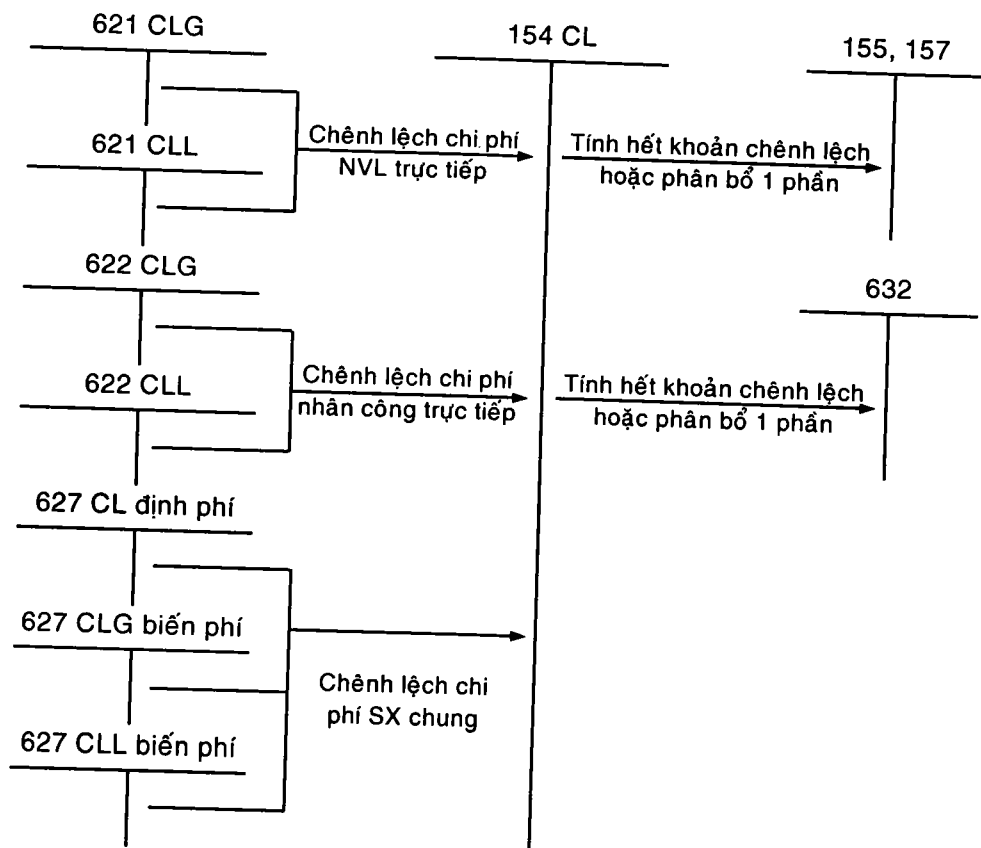 621 CLG
154 CL
155, 157
621 CLL
Chênh lệch chi phí
NVL trực tiếp
Tính hết khoản chênh lệch
hoặc phân bổ 1 phần
622 CLG
632
622 CLL
Chênh lệch chi phí
nhân công trực tiếp
Tính hết khoản chênh lệch
hoặc phân bổ 1 phần
627 CL định phí
627 CLG biến phí
Chênh lệch chi
phí SX chung
627 CLL biến phí